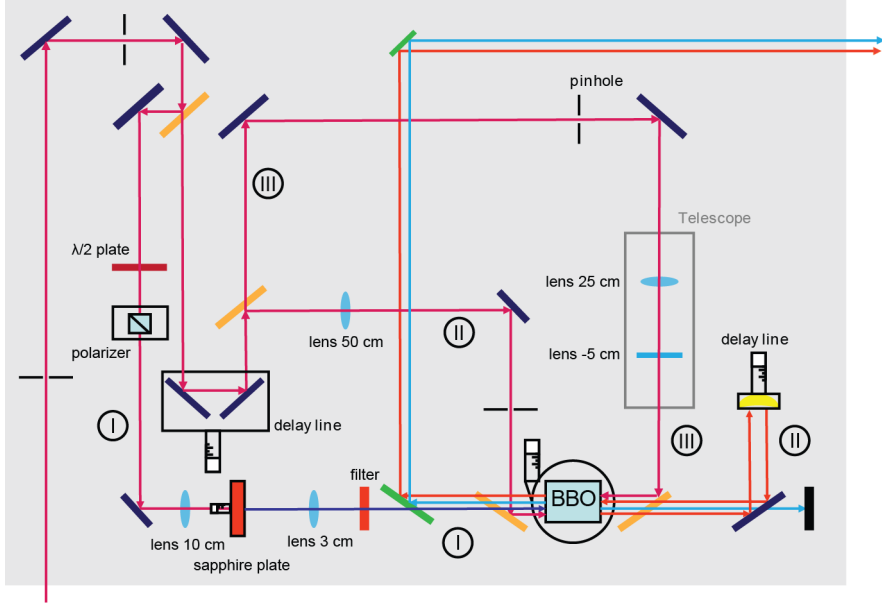 pinhole
III
Telescope
λ/2 plate
lens 25 cm
lens 50 cm
II
polarizer
lens -5 cm
delay line
I
delay line
III
II
filter
BBO
lens 10 cm
lens 3 cm
I
sapphire plate